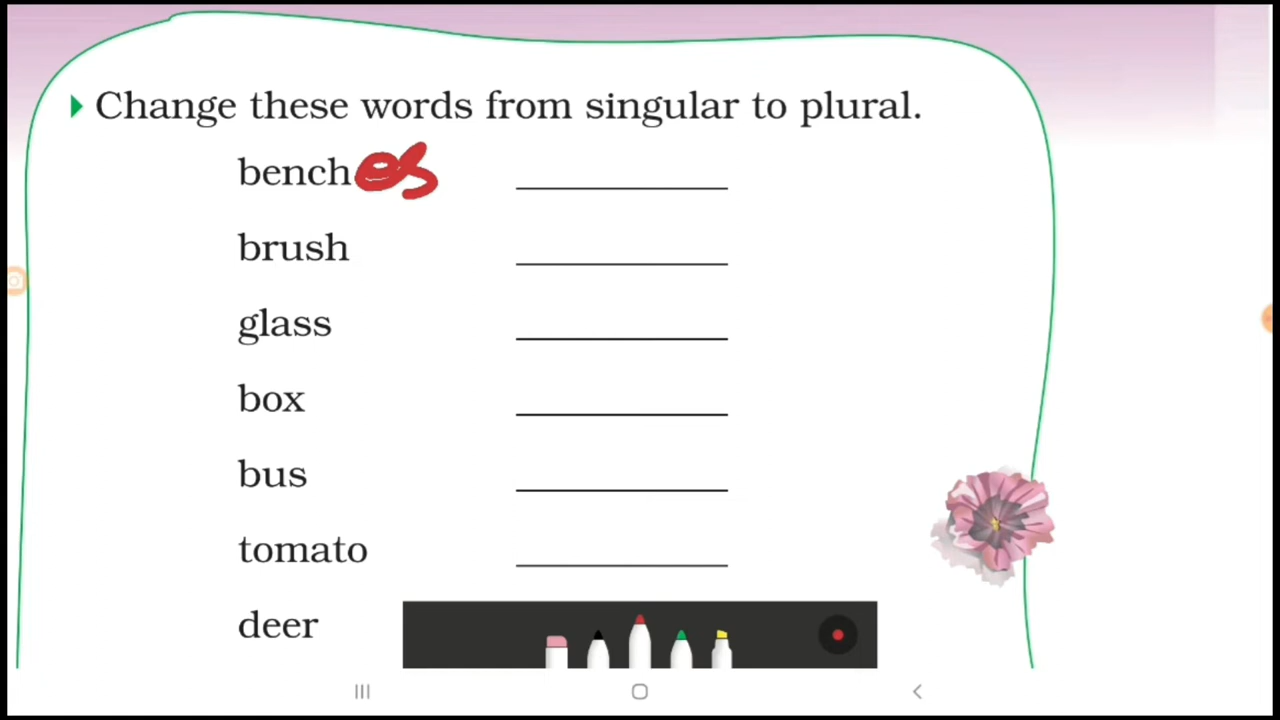 Change these words from singular to plural.
benches
brush
glass
box
bus
tomato
deer